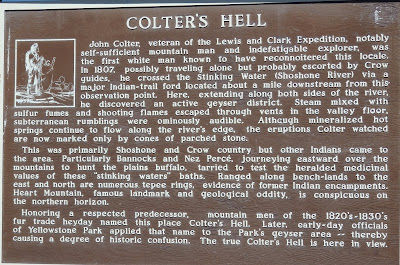 COLTER'S HELL
John Colter, veteran of the Lewis and Clark Expedition, notably
self-sufficient mountain man and indefatigable explorer, was
the first white man known to have reconnoitered this locale.
In 1807, possibly traveling alone but probably escorted by Crow
guides, he crossed the Stinking Water (Shoshone River) via a
major Indian-trail ford located about a mile downstream from this
observation point. Here, extending along both sides of the river,
he discovered an active geyser district. Steam mixed with
sulfur fumes and shooting flames escaped through vents in the valley floor,
subterranean rumblings were ominously audible. Although mineralized hot
springs continue to flow along the river's edge, the eruptions Colter watched
are now marked only by cones of parched stone.
This was primarily Shoshone and Crow country but other Indians came to
the area. Particularly Bannocks and Nez Percé, journeying eastward over the
mountains to hunt the plains buffalo, tarried to test the heralded medicinal
values of these "stinking waters" baths. Ranged along bench-lands to the
east and north are numerous tepee rings, evidence of former Indian encampments.
Heart Mountain, famous landmark and geological oddity, is conspicuous on
the northern horizon.
Honoring a respected predecessor, mountain men of the 1820's-1830's
fur trade heyday named this place Colter's Hell. Later, early-day officials
of Yellowstone Park applied that name to the Park's geyser area -- thereby
causing a degree of historic confusion. The true Colter's Hell is here in view.